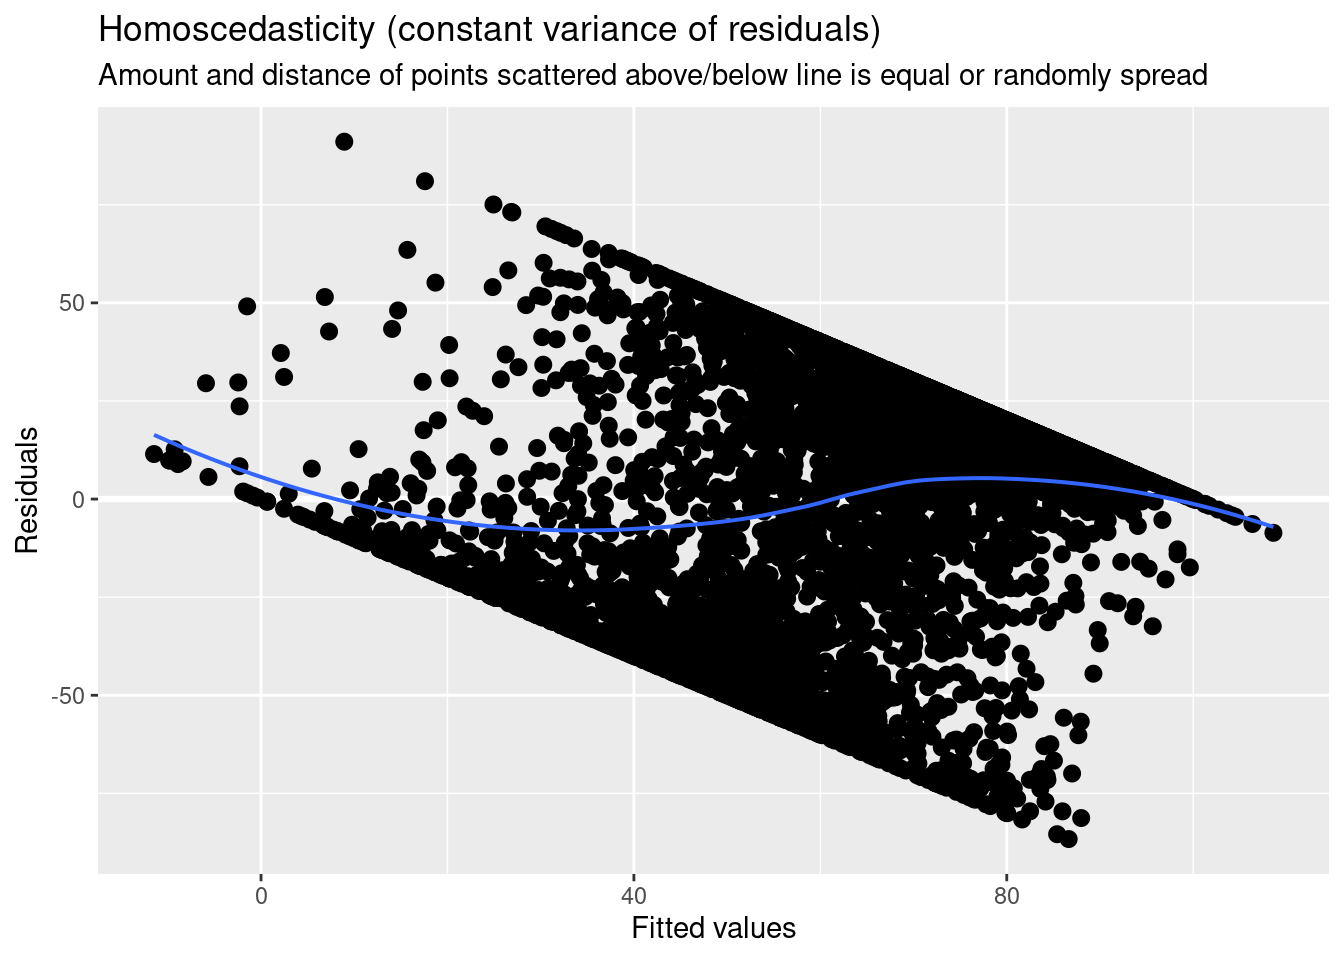 Homoscedasticity (constant variance of residuals)
Amount and distance of points scattered above/below line is equal or randomly spread
Residuals
50
0
-50
0
40
80
Fitted values